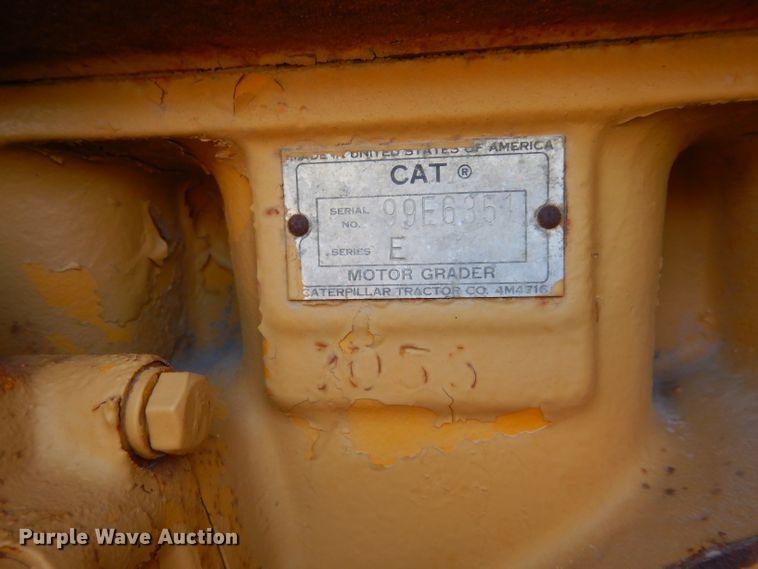 MADE IN UNITED STATES OF AMERICA
CAT ®
SERIAL NO. 99E6351
SERIES E
MOTOR GRADER
CATERPILLAR TRACTOR CO. 4M4716
Purple Wave Auction